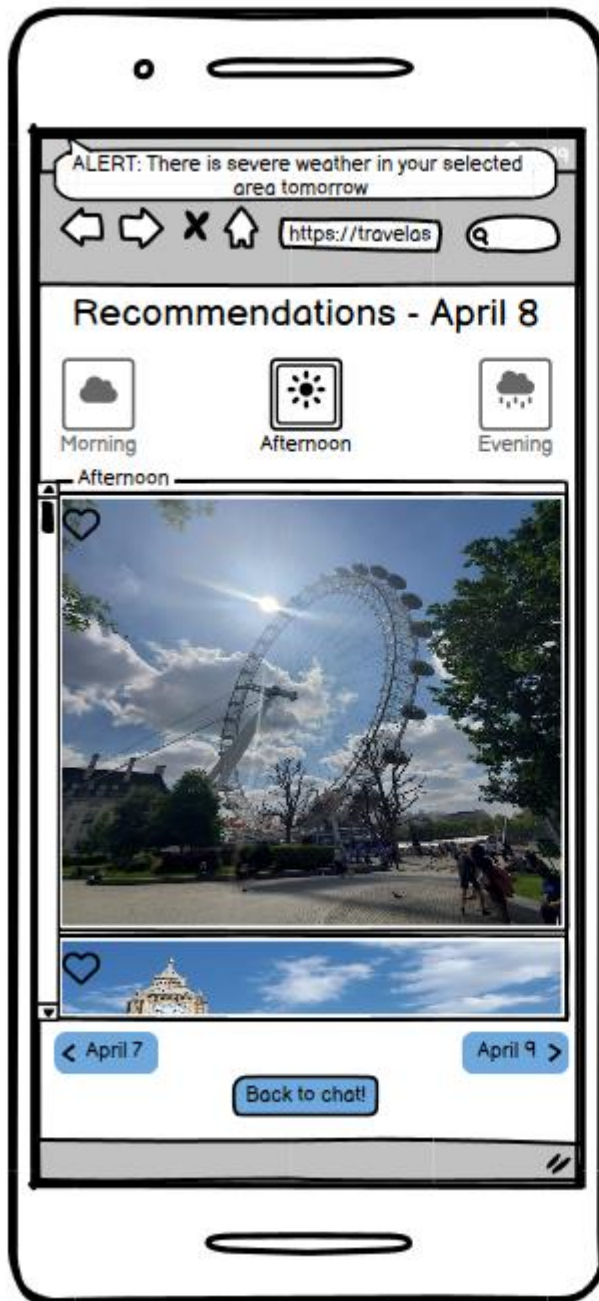 ALERT: There is severe weather in your selected
area tomorrow
https://travelas
Recommendations - April 8
Morning
Afternoon
Evening
Afternoon
< April 7
April 9 >
Back to chat!